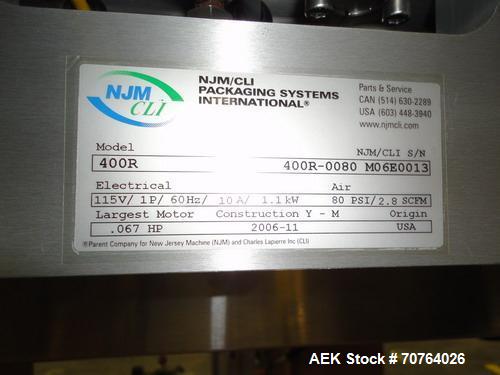 NJM
CLI
NJM/CLI
PACKAGING SYSTEMS
INTERNATIONAL®
Parts & Service
CAN (514) 630-2289
USA (603) 448-3940
www.njmcli.com
Model NJM/CLI S/N
400R 400R-0080 M06E0013
Electrical Air
115V/ 1P/ 60Hz/ 10A/ 1.1kW 80 PSI/2.8 SCFM
Largest Motor Construction Y - M Origin
.067 HP 2006-11 USA
®Parent Company for New Jersey Machine (NJM) and Charles Lapierre Inc (CLI)
AEK Stock # 70764026